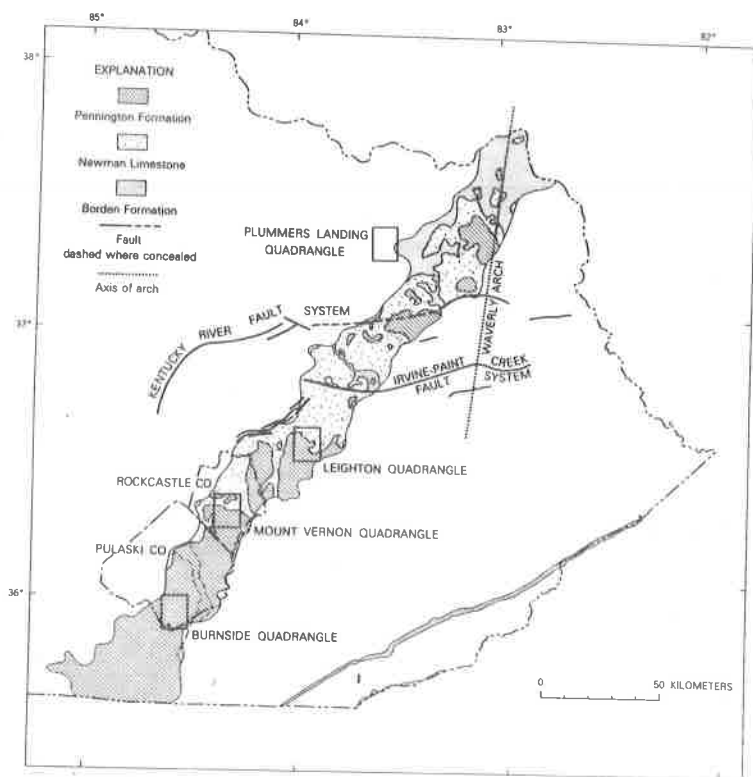 85°
84°
83°
82°
38°
EXPLANATION
Pennington Formation
Newman Limestone
Borden Formation
Fault
dashed where concealed
Axis of arch
PLUMMERS LANDING
QUADRANGLE
KENTUCKY RIVER FAULT SYSTEM
WAVERLY ARCH
37°
IRVINE-PAINT CREEK
FAULT SYSTEM
LEIGHTON QUADRANGLE
ROCKCASTLE CO
MOUNT VERNON QUADRANGLE
PULASKI CO
36°
BURNSIDE QUADRANGLE
0 50 KILOMETERS